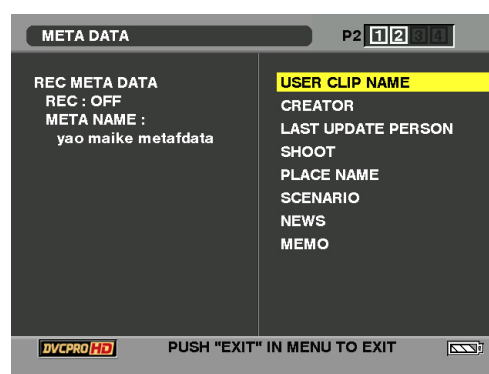 META DATA
P2 1 2 3 4
REC META DATA
REC : OFF
META NAME :
yao maike metafdata
USER CLIP NAME
CREATOR
LAST UPDATE PERSON
SHOOT
PLACE NAME
SCENARIO
NEWS
MEMO
DVCPRO HD
PUSH "EXIT" IN MENU TO EXIT